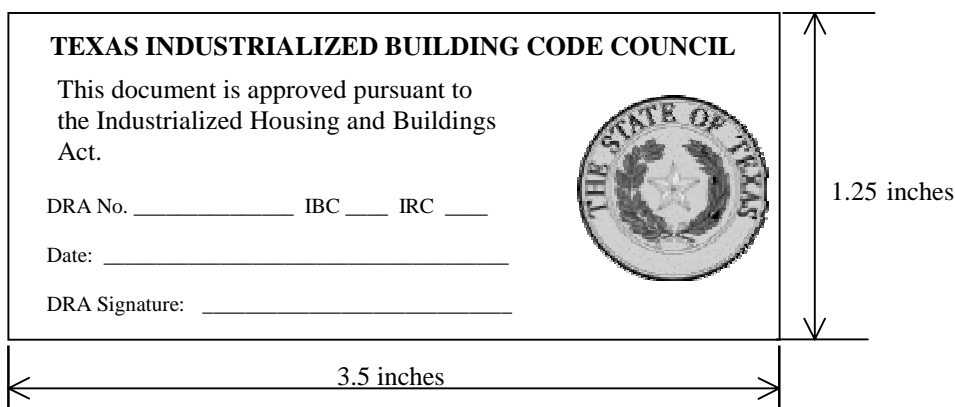 TEXAS INDUSTRIALIZED BUILDING CODE COUNCIL
This document is approved pursuant to
the Industrialized Housing and Buildings
Act.
THE STATE OF TEXAS
DRA No. _______________ IBC ____ IRC ____
1.25 inches
Date: ______________________________________
DRA Signature: _____________________________
3.5 inches